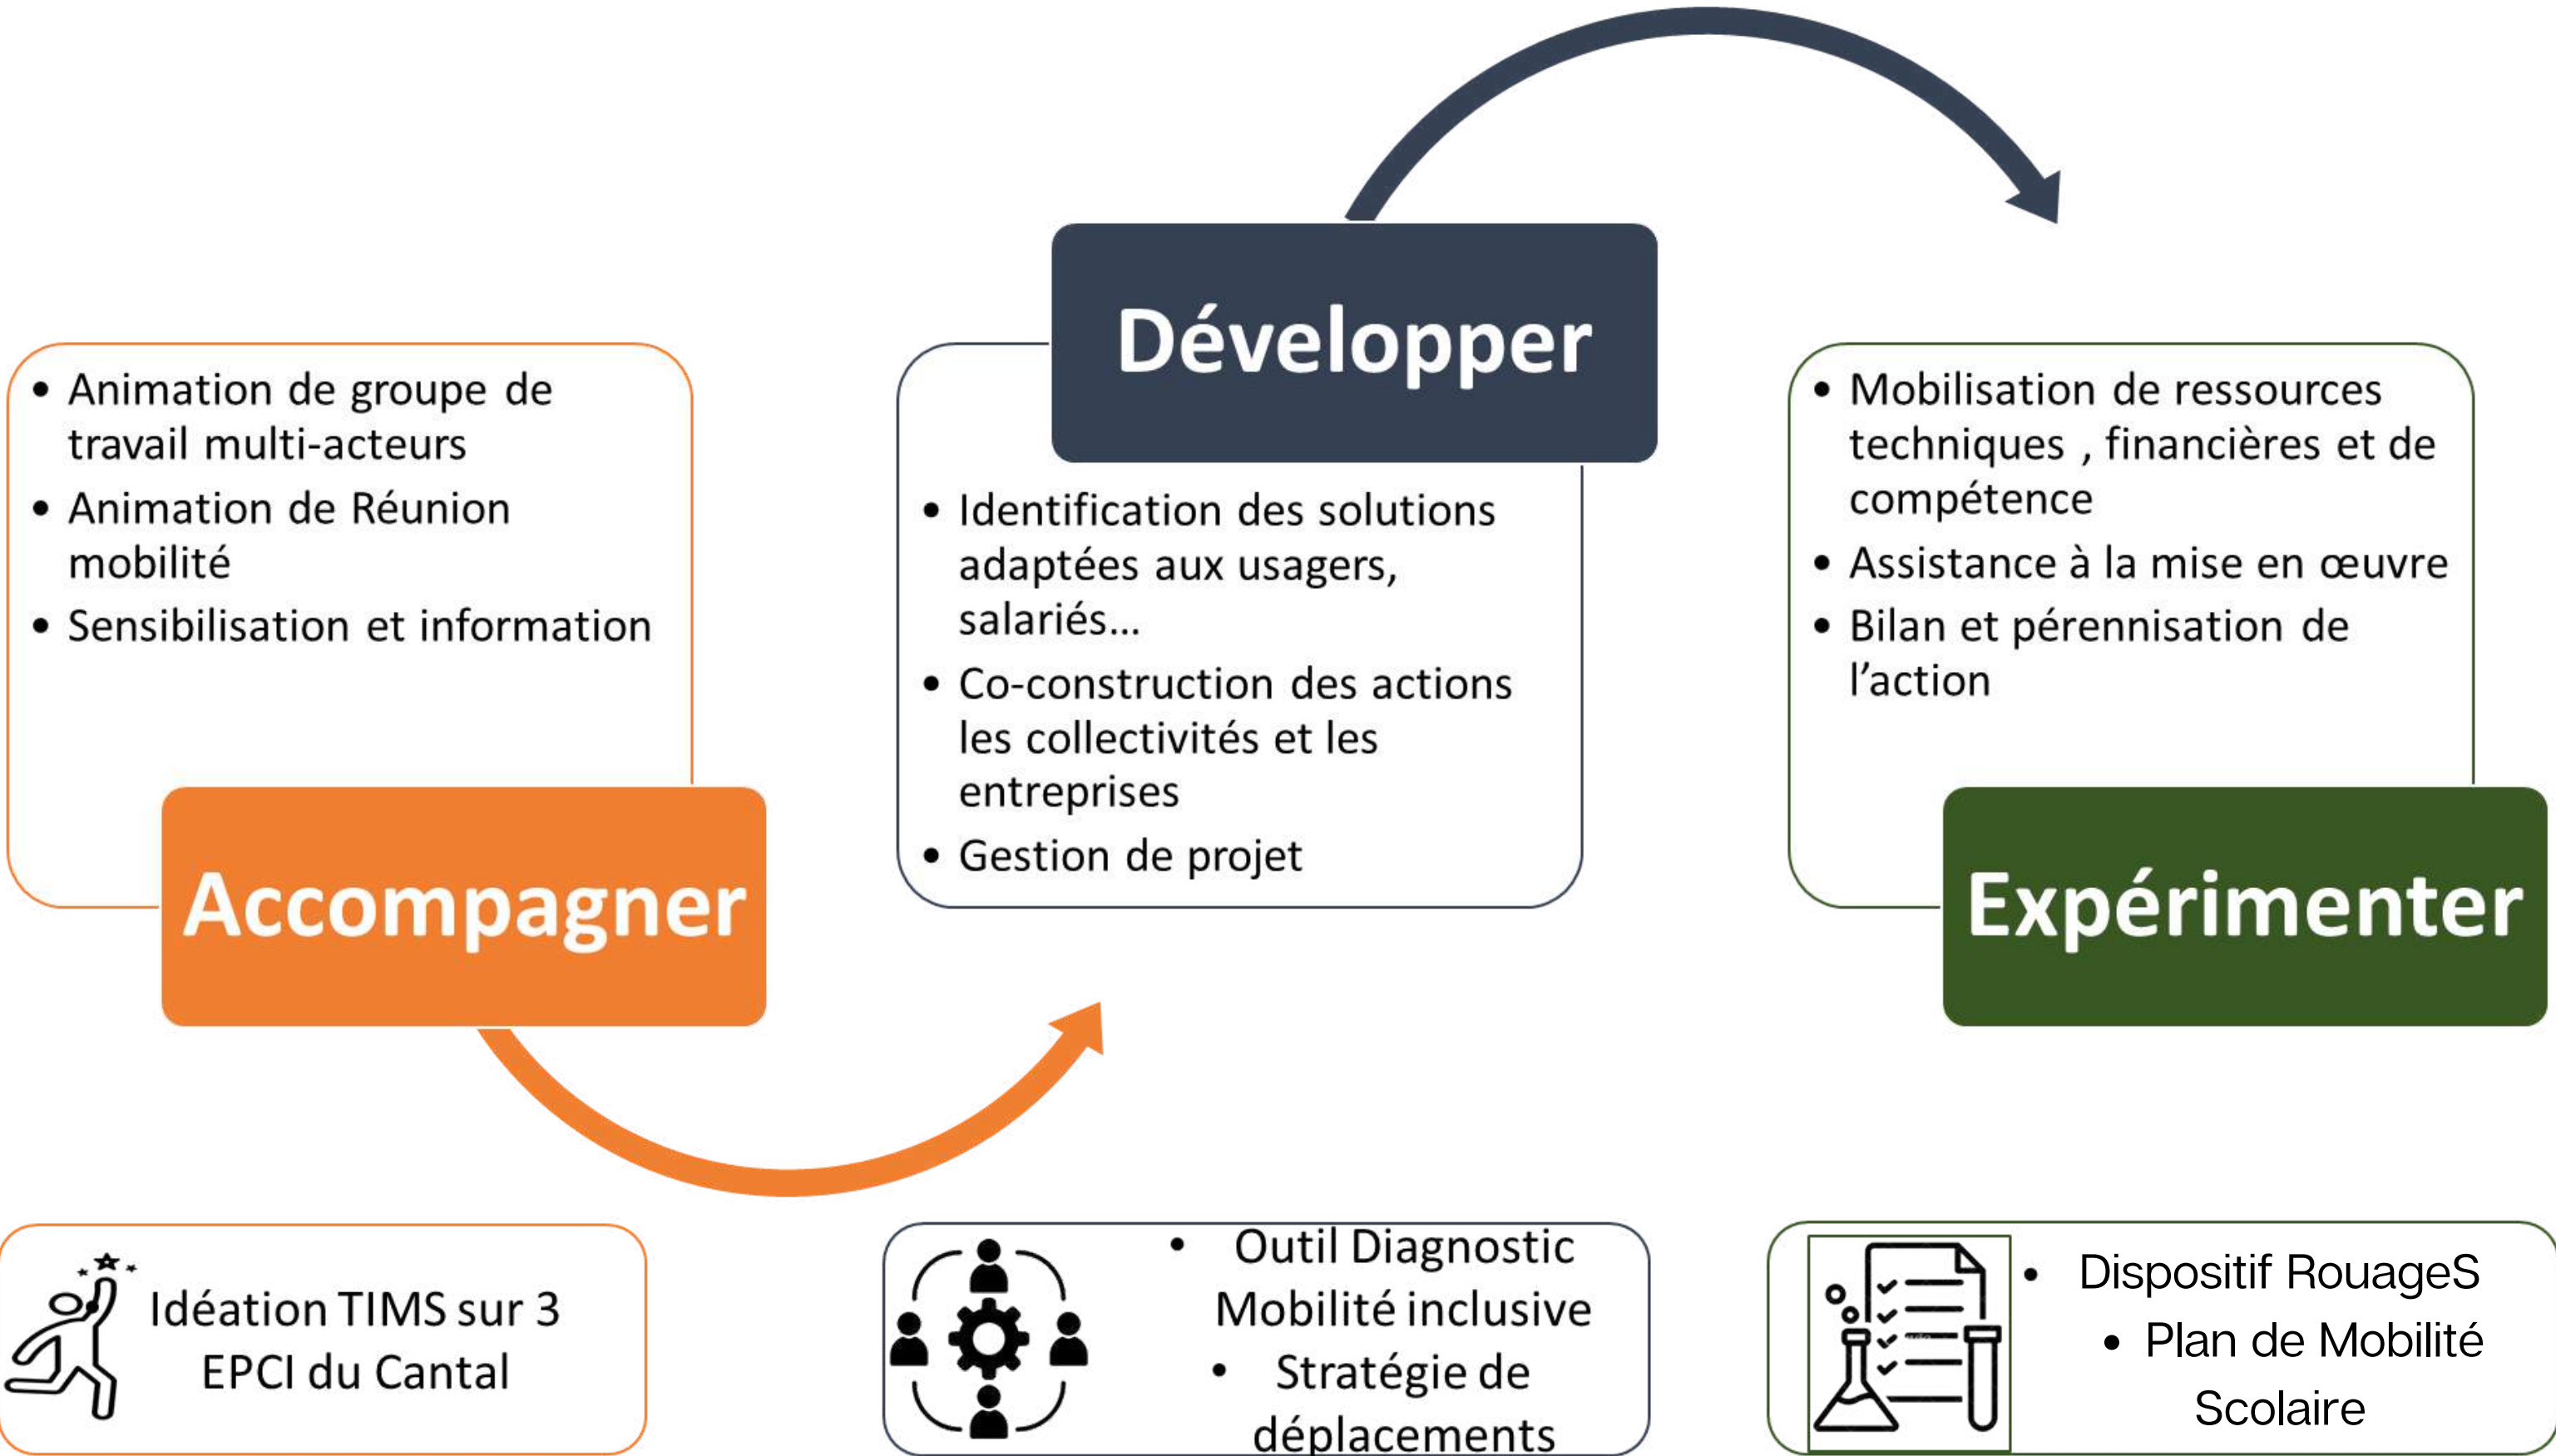 • Animation de groupe de
travail multi-acteurs
• Animation de Réunion
mobilité
• Sensibilisation et information
Accompagner
Développer
• Identification des solutions
adaptées aux usagers,
salariés...
• Co-construction des actions
les collectivités et les
entreprises
• Gestion de projet
• Mobilisation de ressources
techniques , financières et de
compétence
• Assistance à la mise en œuvre
• Bilan et pérennisation de
l’action
Expérimenter
Idéation TIMS sur 3
EPCI du Cantal
• Outil Diagnostic
Mobilité inclusive
• Stratégie de
déplacements
• Dispositif RouageS
• Plan de Mobilité
Scolaire